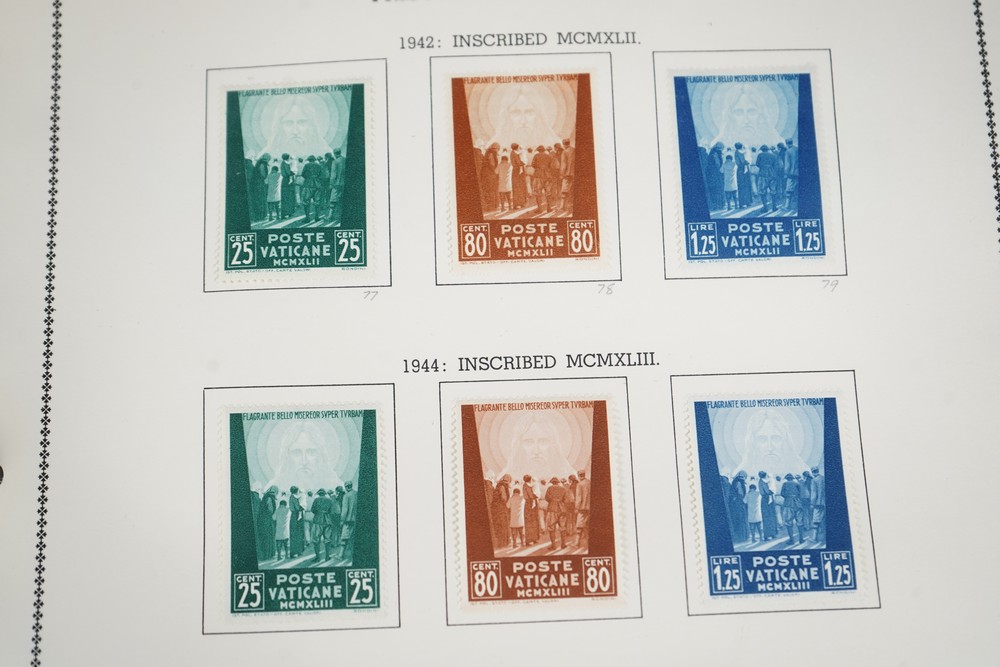 1942: INSCRIBED MCMXLII.
FLAGRANTE BELLO MISEREOR SVPER TVRBAM
CENT. 25 POSTE VATICANE MCMXLII CENT. 25
FLAGRANTE BELLO MISEREOR SVPER TVRBAM
CENT. 80 POSTE VATICANE MCMXLII CENT. 80
FLAGRANTE BELLO MISEREOR SVPER TVRBAM
LIRE 1.25 POSTE VATICANE MCMXLII LIRE 1.25
77
78
79
1944: INSCRIBED MCMXLIII.
FLAGRANTE BELLO MISEREOR SVPER TVRBAM
CENT. 25 POSTE VATICANE MCMXLIII CENT. 25
FLAGRANTE BELLO MISEREOR SVPER TVRBAM
CENT. 80 POSTE VATICANE MCMXLIII CENT. 80
FLAGRANTE BELLO MISEREOR SVPER TVRBAM
LIRE 1.25 POSTE VATICANE MCMXLIII LIRE 1.25